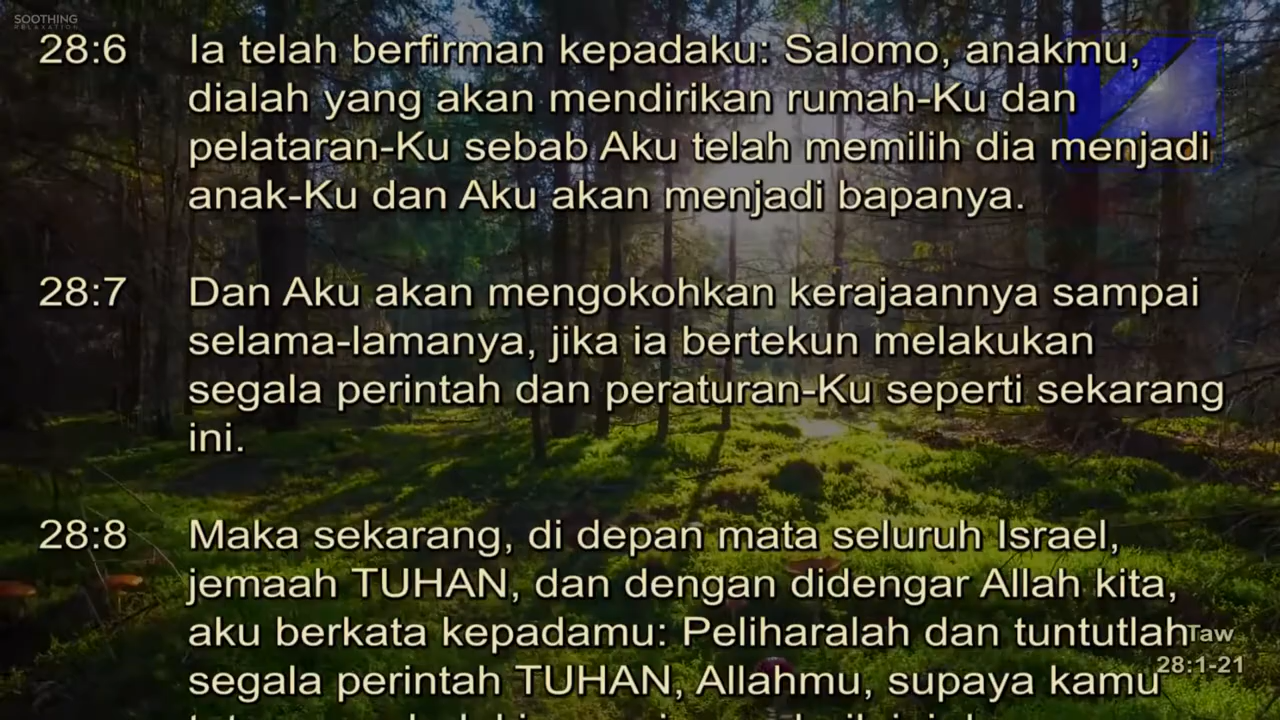 SOOTHING
RELAXATION
28:6 Ia telah berfirman kepadaku: Salomo, anakmu,
dialah yang akan mendirikan rumah-Ku dan
pelataran-Ku sebab Aku telah memilih dia menjadi
anak-Ku dan Aku akan menjadi bapanya.
28:7 Dan Aku akan mengokohkan kerajaannya sampai
selama-lamanya, jika ia bertekun melakukan
segala perintah dan peraturan-Ku seperti sekarang
ini.
28:8 Maka sekarang, di depan mata seluruh Israel,
jemaah TUHAN, dan dengan didengar Allah kita,
aku berkata kepadamu: Peliharalah dan tuntutlah
segala perintah TUHAN, Allahmu, supaya kamu
Taw
28:1-21